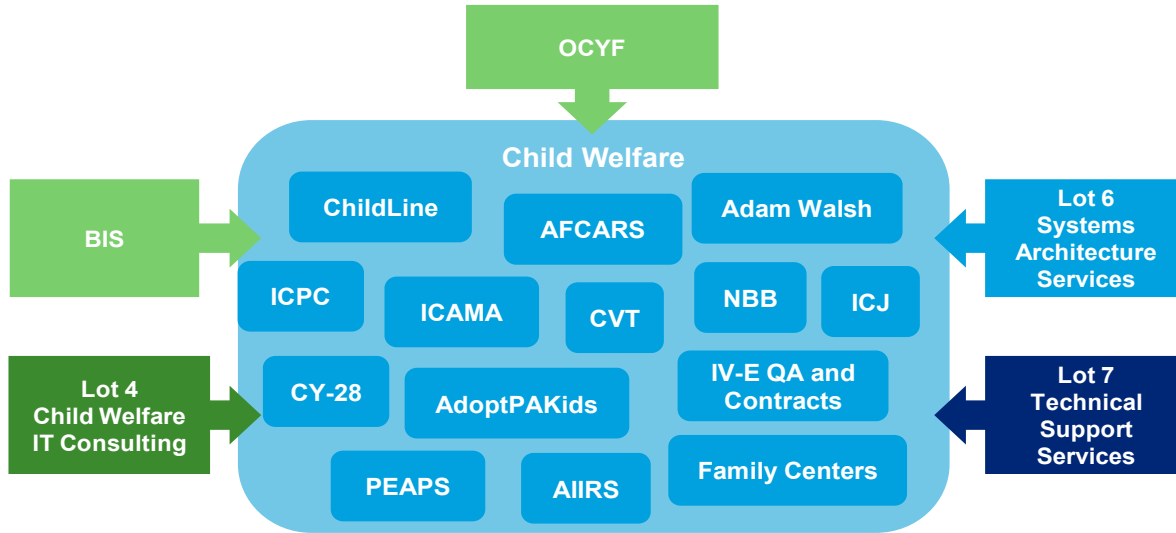 OCYF
Child Welfare
ChildLine
AFCARS
Adam Walsh
BIS
Lot 6
Systems
Architecture
Services
ICPC
ICAMA
CVT
NBB
ICJ
Lot 4
Child Welfare
IT Consulting
CY-28
AdoptPAKids
IV-E QA and
Contracts
Lot 7
Technical
Support
Services
PEAPS
AIIRS
Family Centers